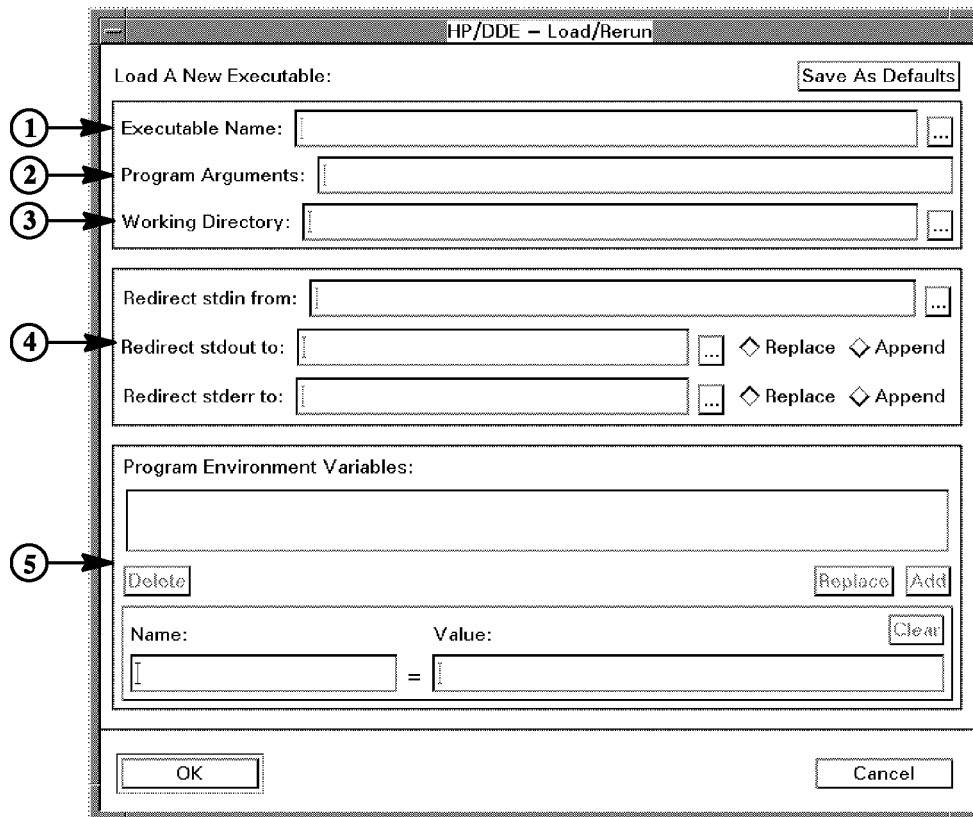 HP/DDE – Load/Rerun
Load A New Executable: Save As Defaults
1 Executable Name: ...
2 Program Arguments:
3 Working Directory: ...
Redirect stdin from: ...
4 Redirect stdout to: ... Replace Append
Redirect stderr to: ... Replace Append
Program Environment Variables:
5
Delete Replace Add
Name: Value: Clear
=
OK Cancel